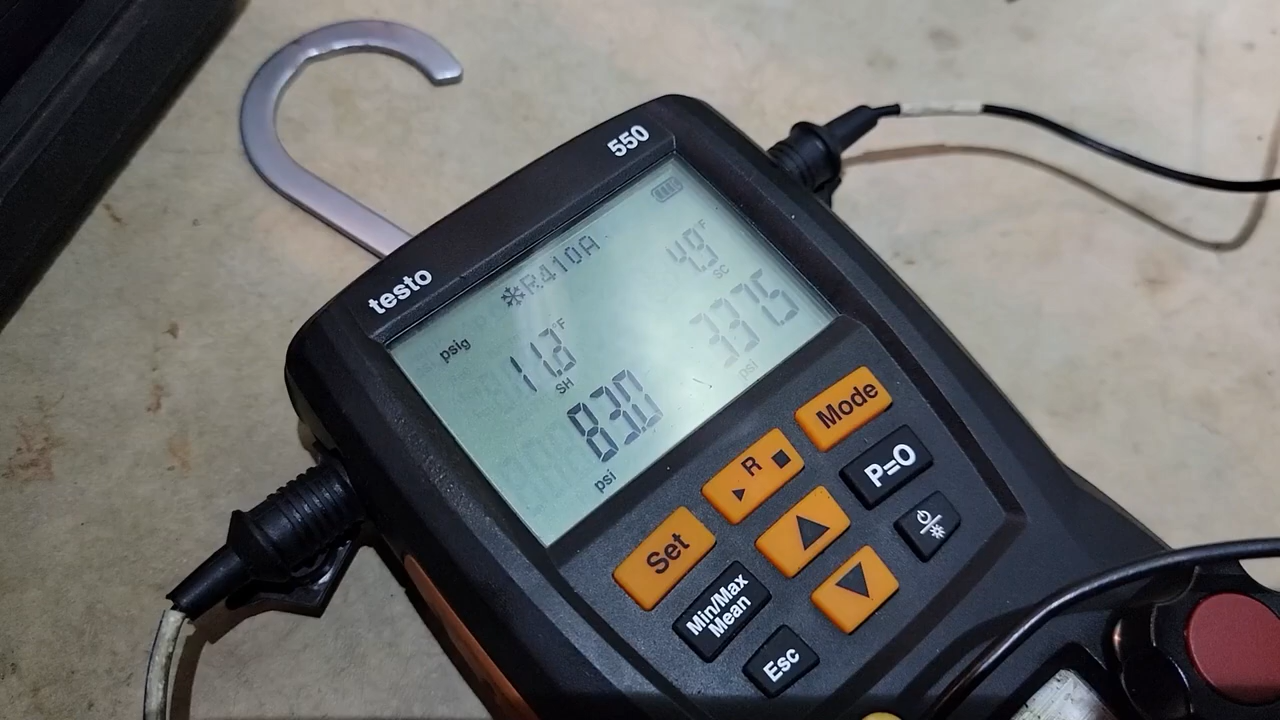 testo
550
R410A
psig
4.9°F
SC
11.2°F
SH
337.5
psi
83.0
psi
Mode
R
P=O
Set
Min/Max
Mean
Esc